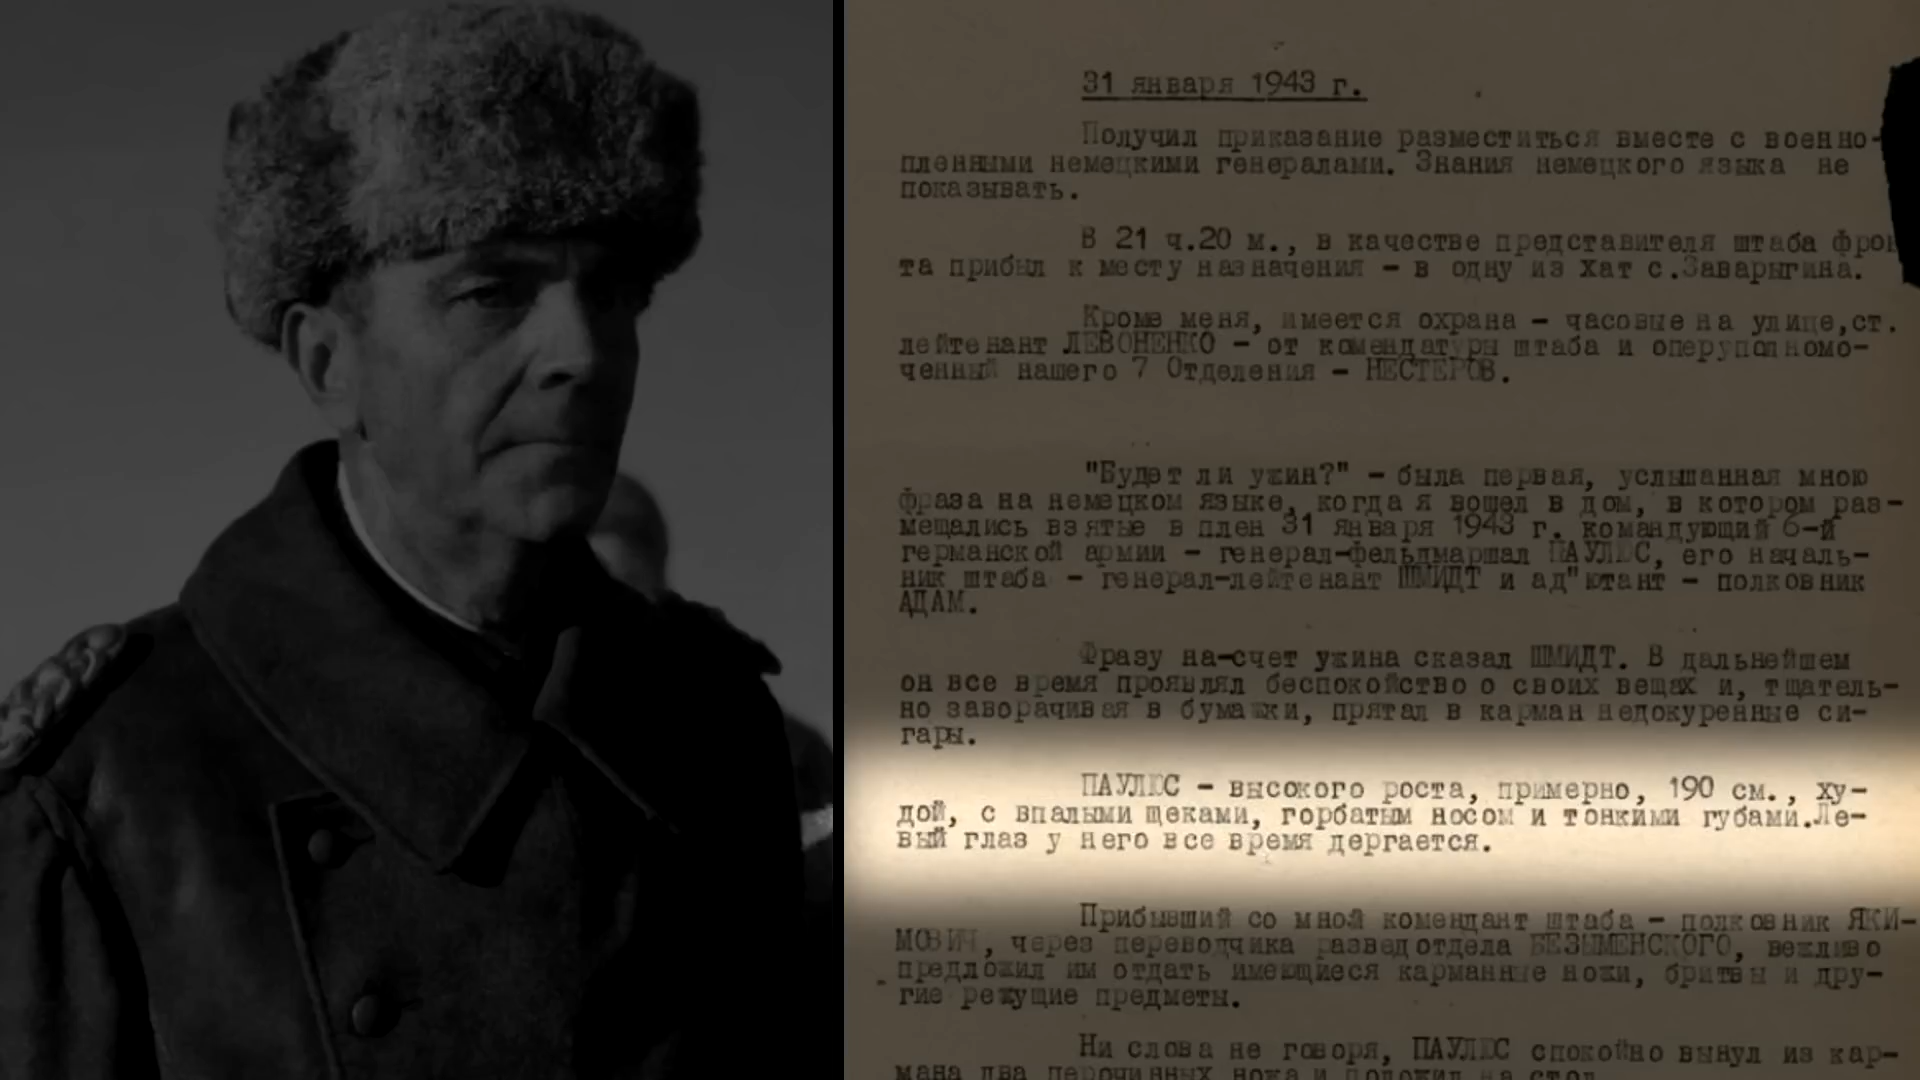 31 января 1943 г.
Получил приказание разместиться вместе с военно-
пленными немецкими генералами. Знания немецкого языка не
показывать.
В 21 ч.20 м., в качестве представителя штаба фрон
та прибыл к месту назначения - в одну из хат с.Заварыгина.
Кроме меня, имеется охрана - часовые на улице,ст.
лейтенант ЛЕВОНЕНКО - от комендатуры штаба и оперуполномо-
ченный нашего 7 Отделения - НЕСТЕРОВ.
"Будет ли ужин?" - была первая, услышанная мною
фраза на немецком языке, когда я вошел в дом, в котором раз-
мещались взятые в плен 31 января 1943 г. командующий 6-й
германской армии - генерал-фельдмаршал ПАУЛЮС, его началь-
ник штаба - генерал-лейтенант ШМИДТ и ад"ютант - полковник
АДАМ.
Фразу на-счет ужина сказал ШМИДТ. В дальнейшем
он все время проявлял беспокойство о своих вещах и, тщатель-
но заворачивая в бумажки, прятал в карман недокуренные си-
гары.
ПАУЛЮС - высокого роста, примерно, 190 см., ху-
дой, с впалыми щеками, горбатым носом и тонкими губами.Ле-
вый глаз у него все время дергается.
Прибывший со мной комендант штаба - полковник ЯКИ-
МОВИЧ, через переводчика разведотдела БЕЗЫМЕНСКОГО, вежливо
предложил им отдать имеющиеся карманные ножи, бритвы и дру-
гие режущие предметы.
Ни слова не говоря, ПАУЛЮС спокойно вынул из кар-
мана два перочинных ножа и положил на стол.